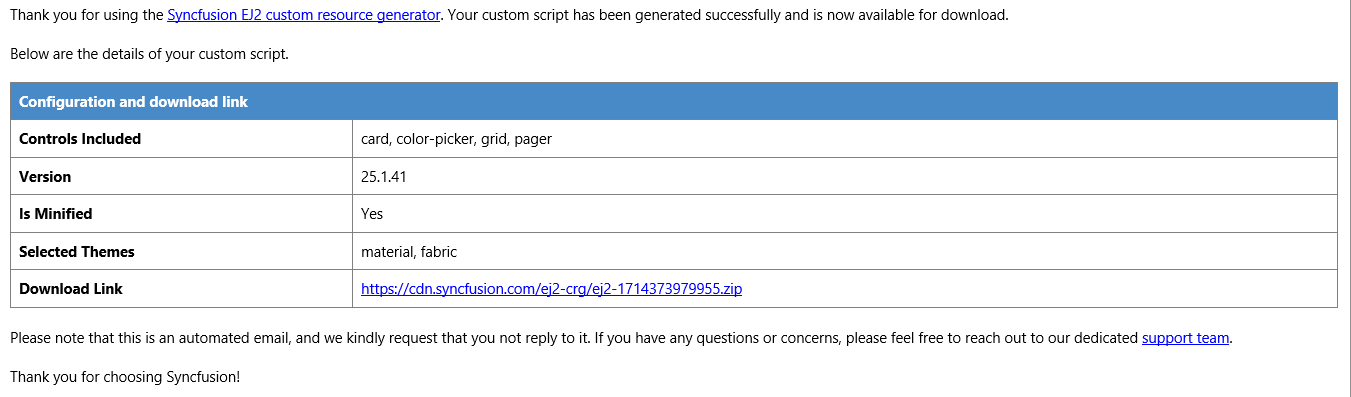 Thank you for using the Syncfusion EJ2 custom resource generator. Your custom script has been generated successfully and is now available for download.
Below are the details of your custom script.
Configuration and download link
Controls Included card, color-picker, grid, pager
Version 25.1.41
Is Minified Yes
Selected Themes material, fabric
Download Link https://cdn.syncfusion.com/ej2-crg/ej2-1714373979955.zip
Please note that this is an automated email, and we kindly request that you not reply to it. If you have any questions or concerns, please feel free to reach out to our dedicated support team.
Thank you for choosing Syncfusion!